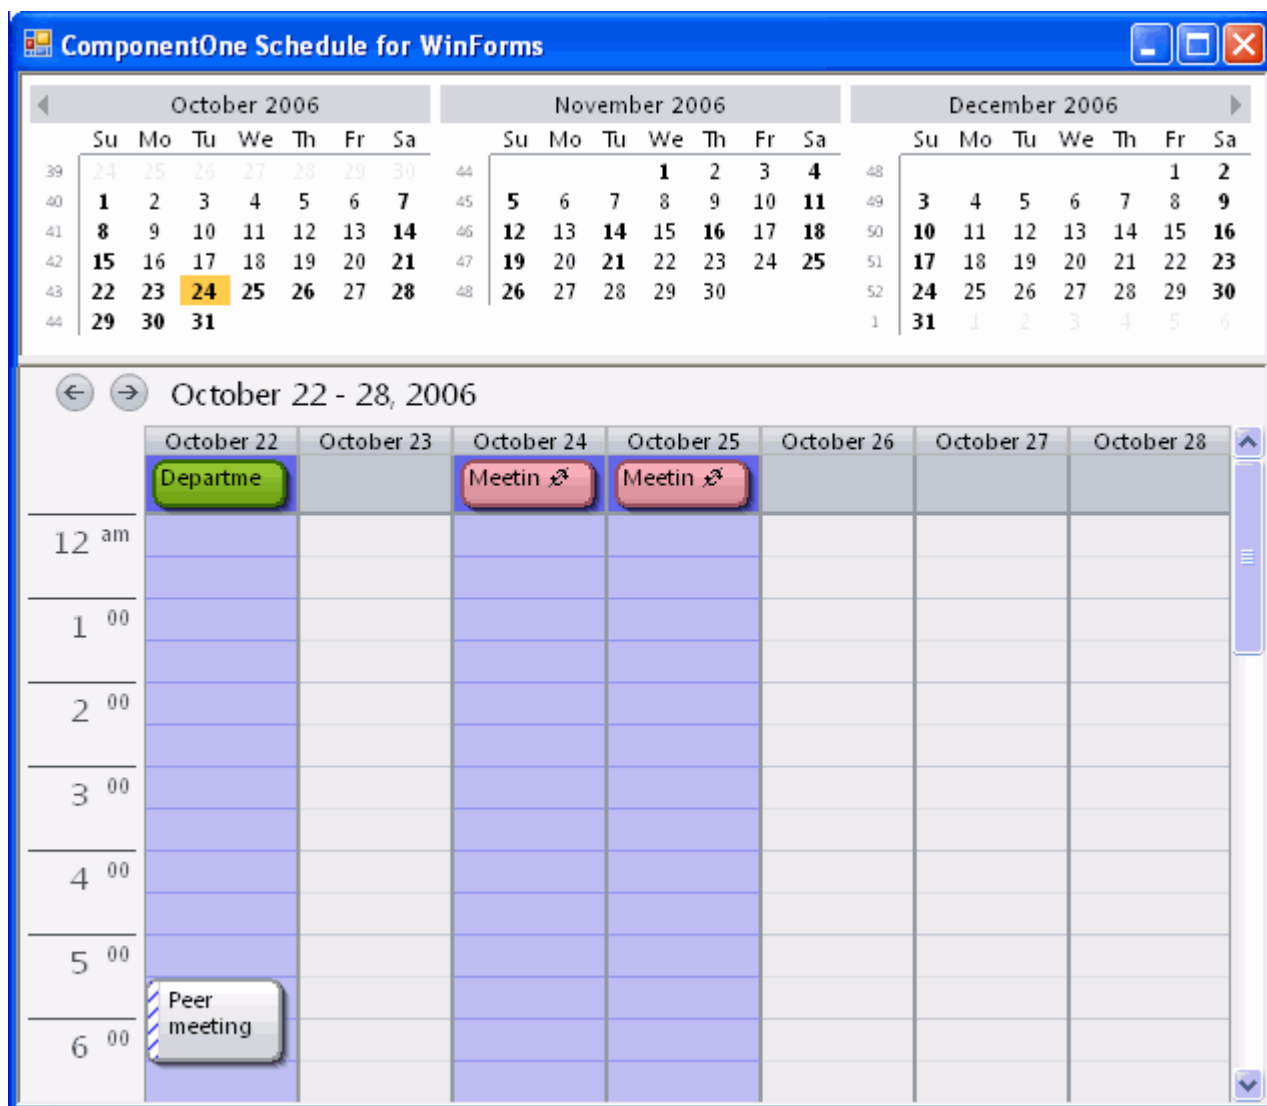 ComponentOne Schedule for WinForms
October 2006 November 2006 December 2006
Su Mo Tu We Th Fr Sa Su Mo Tu We Th Fr Sa Su Mo Tu We Th Fr Sa
39 24 25 26 27 28 29 30 44 1 2 3 4 48 1 2
40 1 2 3 4 5 6 7 45 5 6 7 8 9 10 11 49 3 4 5 6 7 8 9
41 8 9 10 11 12 13 14 46 12 13 14 15 16 17 18 50 10 11 12 13 14 15 16
42 15 16 17 18 19 20 21 47 19 20 21 22 23 24 25 51 17 18 19 20 21 22 23
43 22 23 24 25 26 27 28 48 26 27 28 29 30 52 24 25 26 27 28 29 30
44 29 30 31 1 31 1 2 3 4 5 6
October 22 - 28, 2006
October 22 October 23 October 24 October 25 October 26 October 27 October 28
Departme Meetin Meetin
12 am
1 00
2 00
3 00
4 00
5 00
Peer
meeting
6 00